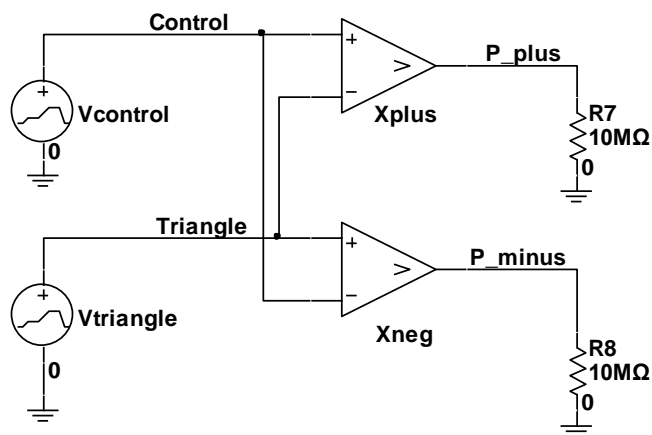 Control
+
>
−
P_plus
+
Vcontrol
Xplus
R7
10MΩ
0
0
Triangle
+
>
−
P_minus
+
Vtriangle
Xneg
R8
10MΩ
0
0